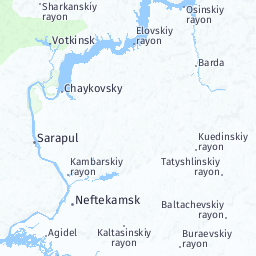 Sharkanskiy
rayon
Osinskiy
rayon
Votkinsk
Elovskiy
rayon
Barda
Chaykovsky
Sarapul
Kuedinskiy
rayon
Kambarskiy
rayon
Tatyshlinskiy
rayon
Neftekamsk
Baltachevskiy
rayon
Agidel
Kaltasinskiy
rayon
Buraevskiy
rayon